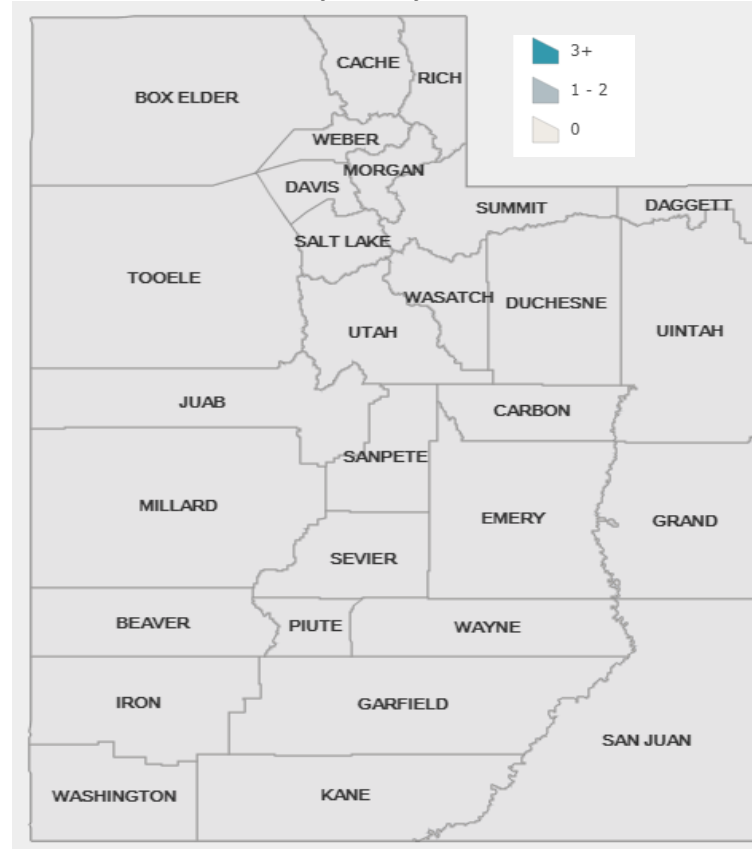 3+
CACHE
RICH
1 - 2
BOX ELDER
0
WEBER
MORGAN
DAVIS
DAGGETT
SUMMIT
SALT LAKE
TOOELE
WASATCH
DUCHESNE
UTAH
UINTAH
JUAB
CARBON
SANPETE
MILLARD
EMERY
GRAND
SEVIER
BEAVER
PIUTE
WAYNE
IRON
GARFIELD
SAN JUAN
WASHINGTON
KANE